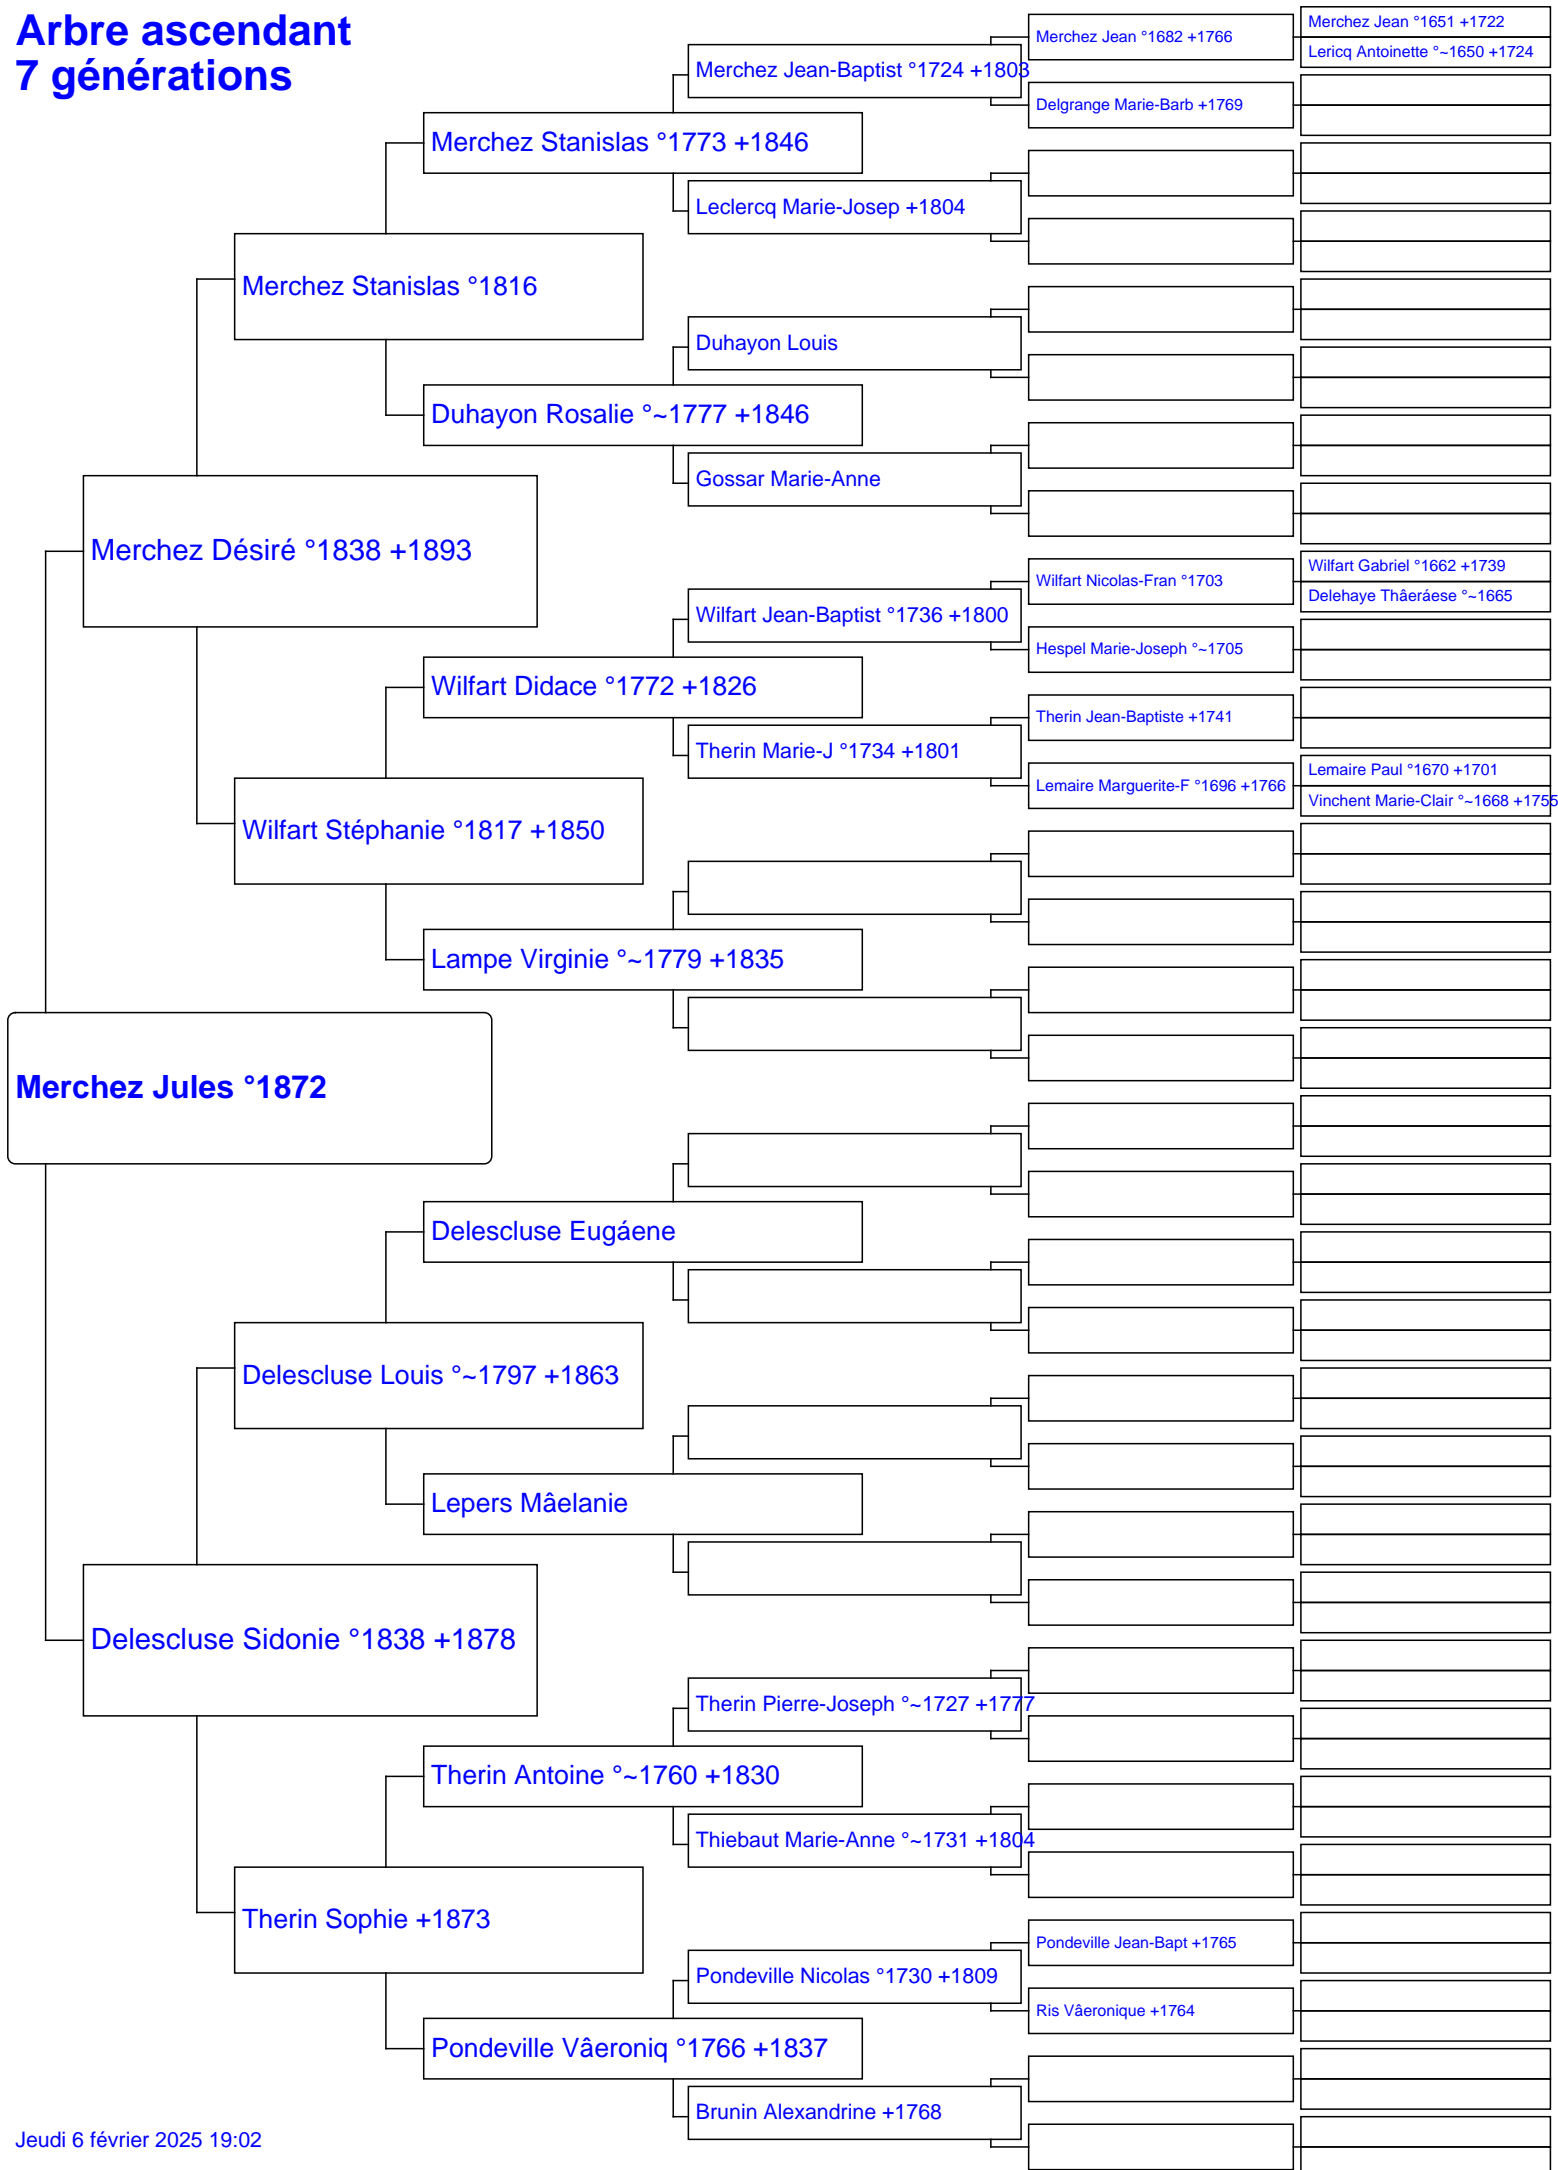 Arbre ascendant
7 générations
Merchez Jean °1651 +1722
Merchez Jean °1682 +1766
Lericq Antoinette °~1650 +1724
Merchez Jean-Baptist °1724 +1803
Delgrange Marie-Barb +1769
Merchez Stanislas °1773 +1846
Leclercq Marie-Josep +1804
Merchez Stanislas °1816
Duhayon Louis
Duhayon Rosalie °~1777 +1846
Gossar Marie-Anne
Merchez Désiré °1838 +1893
Wilfart Gabriel °1662 +1739
Wilfart Nicolas-Fran °1703
Delehaye Thâeráese °~1665
Wilfart Jean-Baptist °1736 +1800
Hespel Marie-Joseph °~1705
Wilfart Didace °1772 +1826
Therin Jean-Baptiste +1741
Therin Marie-J °1734 +1801
Lemaire Paul °1670 +1701
Lemaire Marguerite-F °1696 +1766
Vinchent Marie-Clair °~1668 +1755
Wilfart Stéphanie °1817 +1850
Lampe Virginie °~1779 +1835
Merchez Jules °1872
Delescluse Eugáene
Delescluse Louis °~1797 +1863
Lepers Mâelanie
Delescluse Sidonie °1838 +1878
Therin Pierre-Joseph °~1727 +1777
Therin Antoine °~1760 +1830
Thiebaut Marie-Anne °~1731 +1804
Therin Sophie +1873
Pondeville Jean-Bapt +1765
Pondeville Nicolas °1730 +1809
Ris Vâeronique +1764
Pondeville Vâeroniq °1766 +1837
Brunin Alexandrine +1768
Jeudi 6 février 2025 19:02